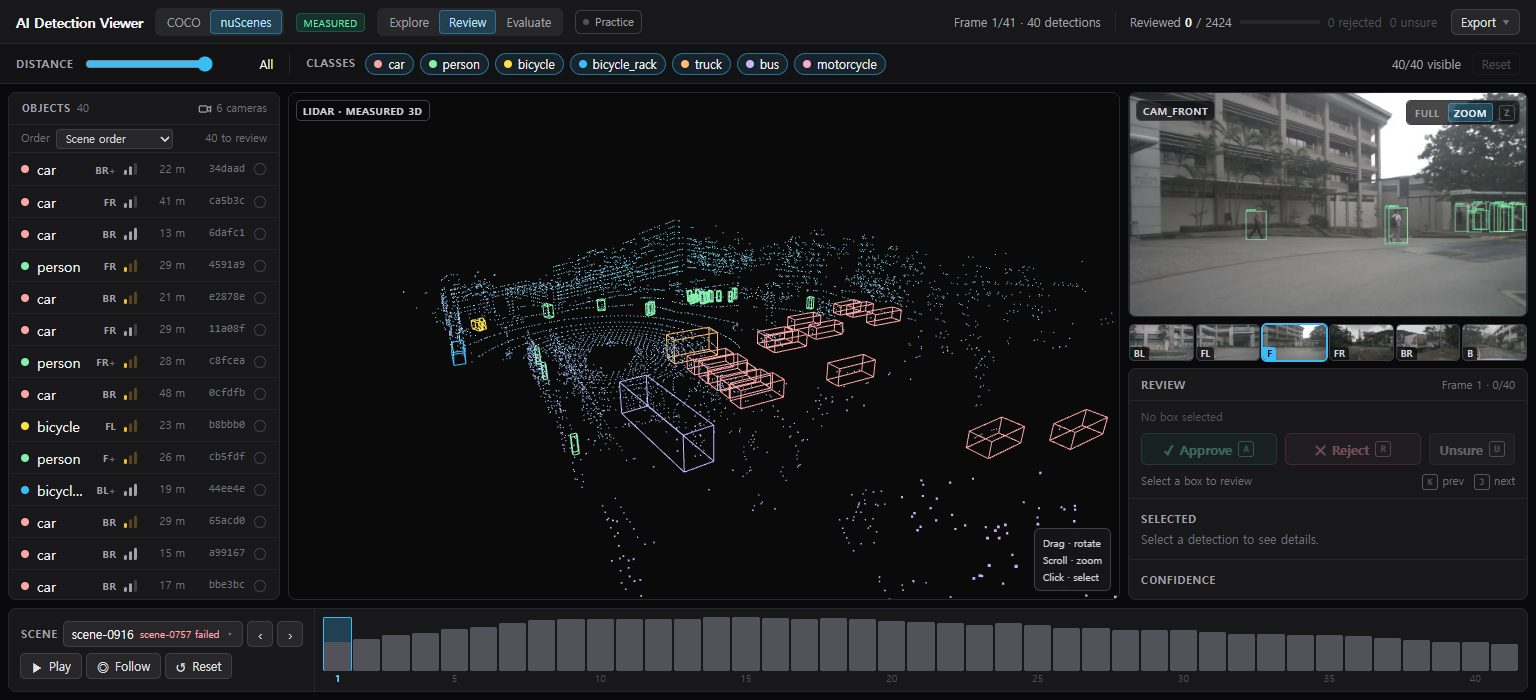 AI Detection Viewer COCO nuScenes MEASURED Explore Review Evaluate Practice Frame 1/41 · 40 detections Reviewed 0 / 2424 0 rejected 0 unsure Export
DISTANCE All CLASSES car person bicycle bicycle_rack truck bus motorcycle 40/40 visible Reset
OBJECTS 40 6 cameras
Order Scene order 40 to review
car BR+ 22 m 34daad
car FR 41 m ca5b3c
car BR 13 m 6dafc1
person FR 29 m 4591a9
car BR 21 m e2878e
car FR 29 m 11a08f
person FR+ 28 m c8fcea
car BR 48 m 0cfdfb
bicycle FL 23 m b8bbb0
person F+ 26 m cb5fdf
bicycl... BL+ 19 m 44ee4e
car BR 29 m 65acd0
car BR 15 m a99167
car BR 17 m bbe3bc
LIDAR · MEASURED 3D
Drag · rotate
Scroll · zoom
Click · select
CAM_FRONT FULL ZOOM Z
BL FL F FR BR B
REVIEW Frame 1 · 0/40
No box selected
✓ Approve A ✕ Reject R Unsure U
Select a box to review K prev J next
SELECTED
Select a detection to see details.
CONFIDENCE
SCENE scene-0916 scene-0757 failed ‹ ›
▶ Play ◎ Follow ↺ Reset
1 5 10 15 20 25 30 35 40